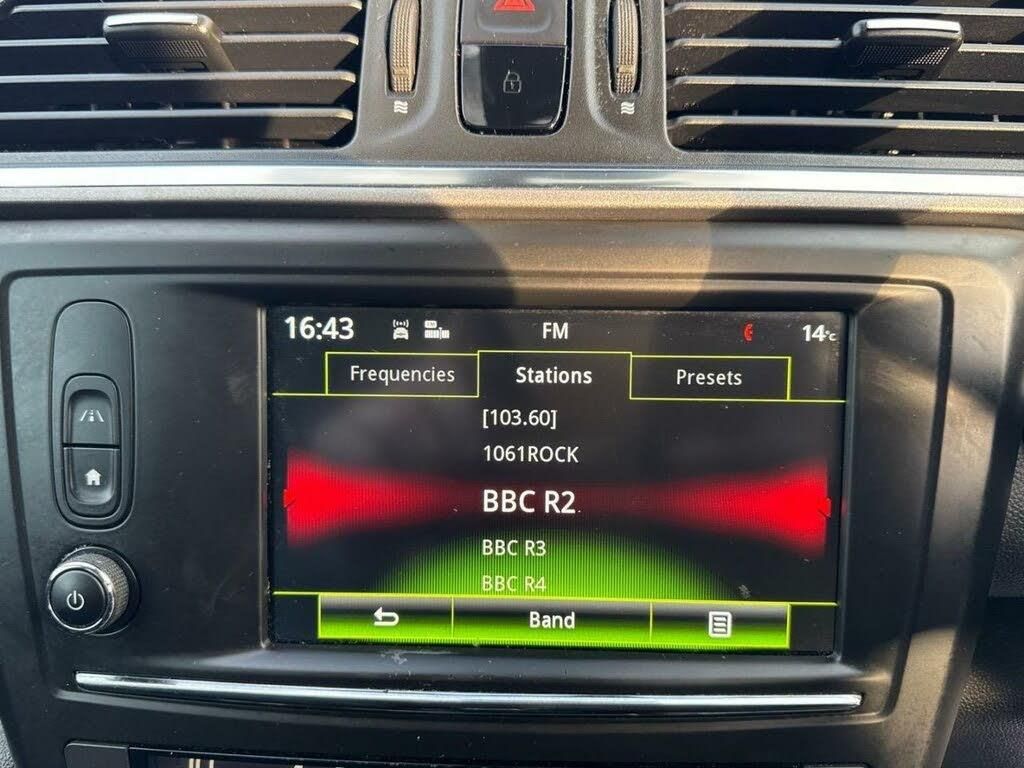 16:43 FM 14°C
Frequencies Stations Presets
[103.60]
1061ROCK
BBC R2
BBC R3
BBC R4
Band